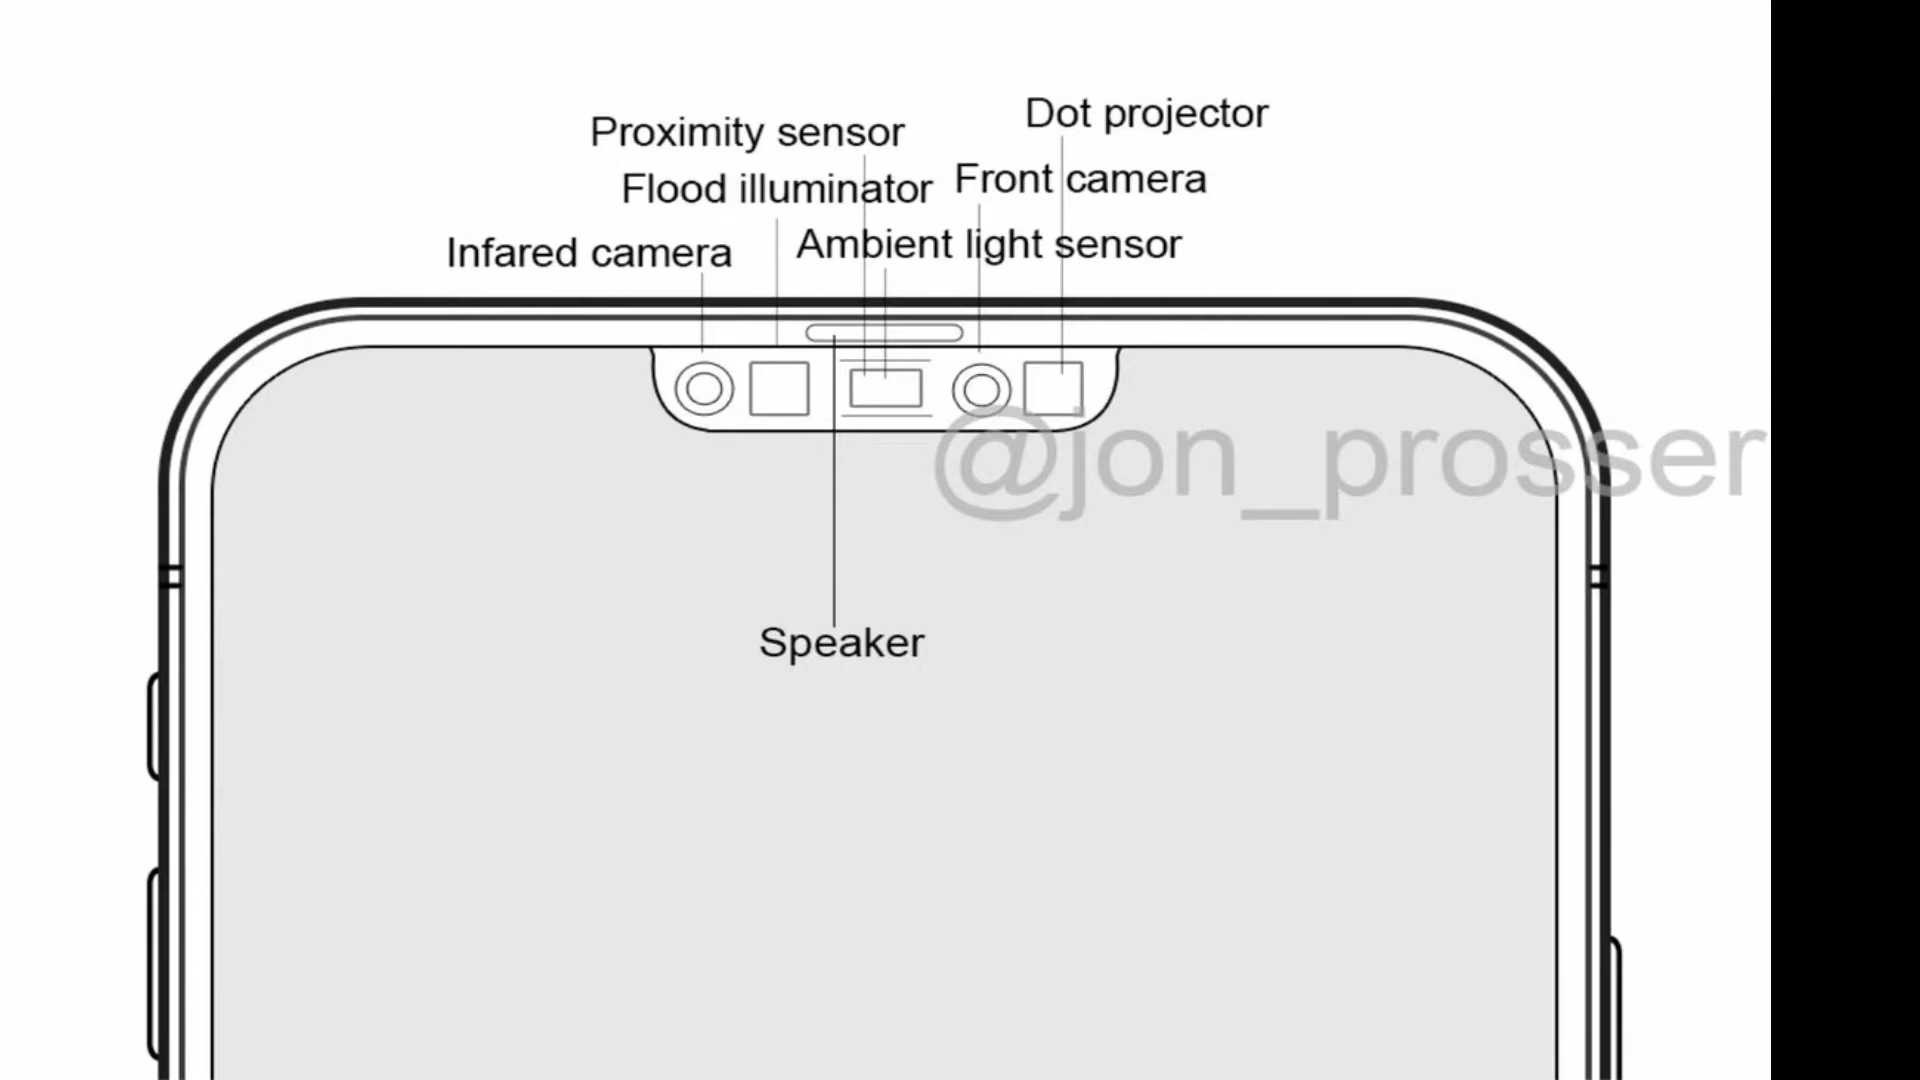 Dot projector
Proximity sensor
Front camera
Flood illuminator
Ambient light sensor
Infared camera
@jon_prosser
Speaker